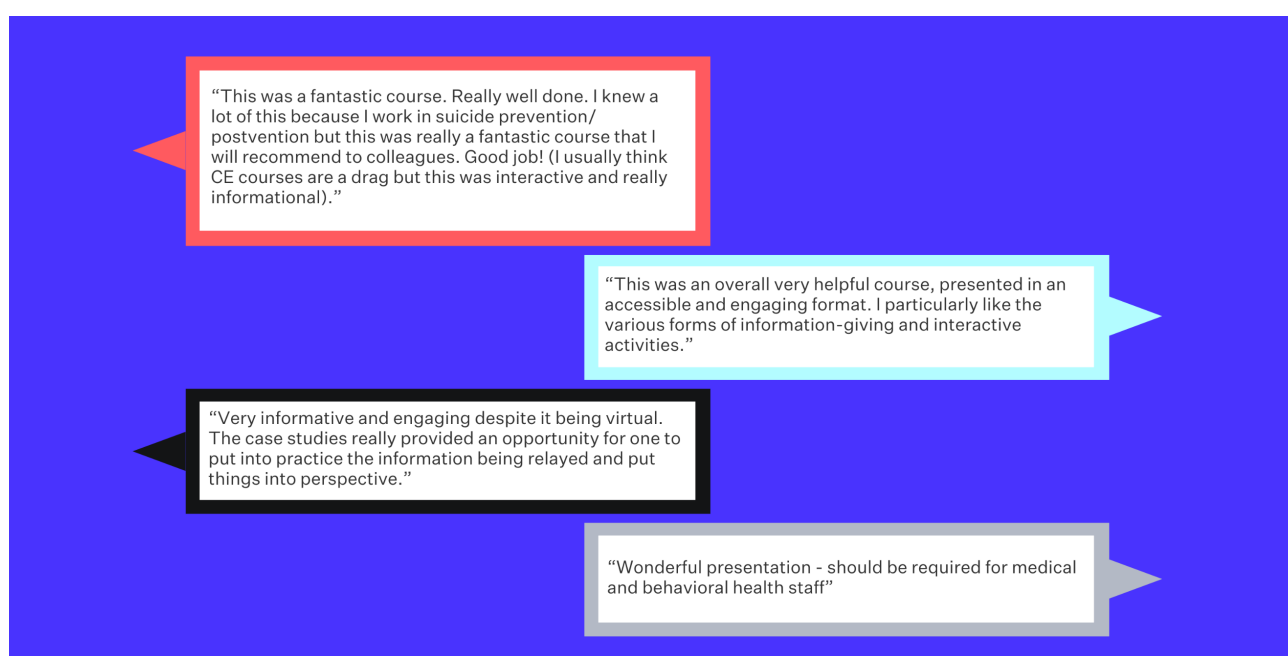 “This was a fantastic course. Really well done. I knew a
lot of this because I work in suicide prevention/
postvention but this was really a fantastic course that I
will recommend to colleagues. Good job! (I usually think
CE courses are a drag but this was interactive and really
informational).”
“This was an overall very helpful course, presented in an
accessible and engaging format. I particularly like the
various forms of information-giving and interactive
activities.”
“Very informative and engaging despite it being virtual.
The case studies really provided an opportunity for one to
put into practice the information being relayed and put
things into perspective.”
“Wonderful presentation - should be required for medical
and behavioral health staff”